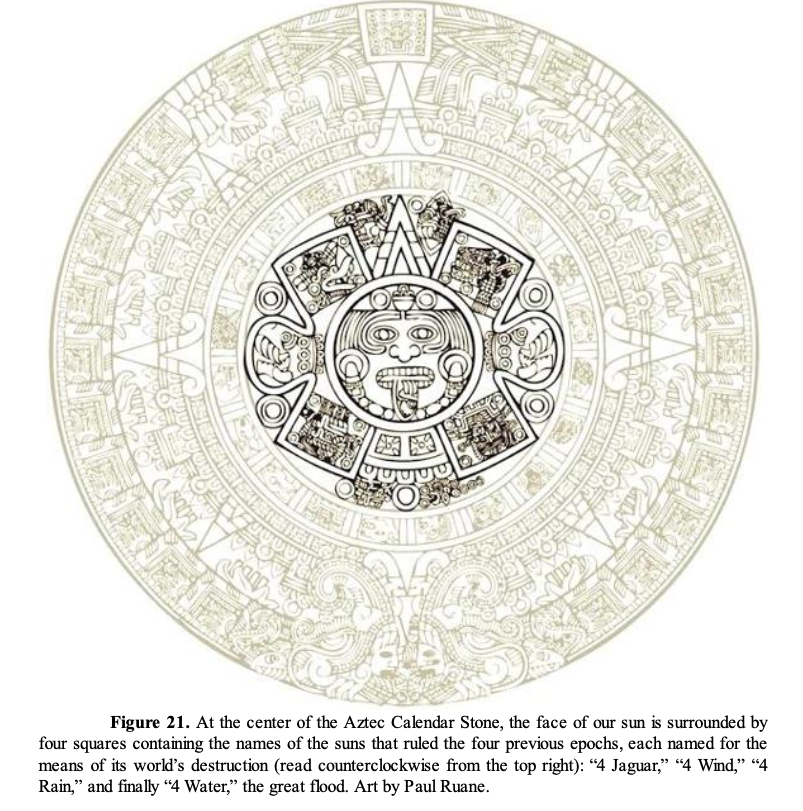 Figure 21. At the center of the Aztec Calendar Stone, the face of our sun is surrounded by
four squares containing the names of the suns that ruled the four previous epochs, each named for the
means of its world’s destruction (read counterclockwise from the top right): “4 Jaguar,” “4 Wind,” “4
Rain,” and finally “4 Water,” the great flood. Art by Paul Ruane.